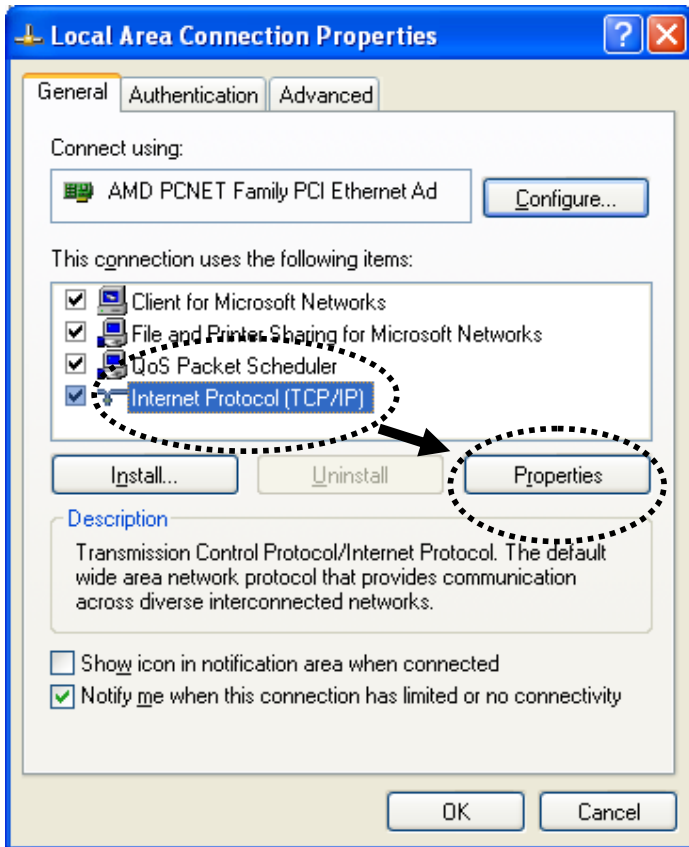 Local Area Connection Properties
General
Authentication
Advanced
Connect using:
AMD PCNET Family PCI Ethernet Ad
Configure...
This connection uses the following items:
Client for Microsoft Networks
File and Printer Sharing for Microsoft Networks
QoS Packet Scheduler
Internet Protocol (TCP/IP)
Install...
Uninstall
Properties
Description
Transmission Control Protocol/Internet Protocol. The default
wide area network protocol that provides communication
across diverse interconnected networks.
Show icon in notification area when connected
Notify me when this connection has limited or no connectivity
OK
Cancel